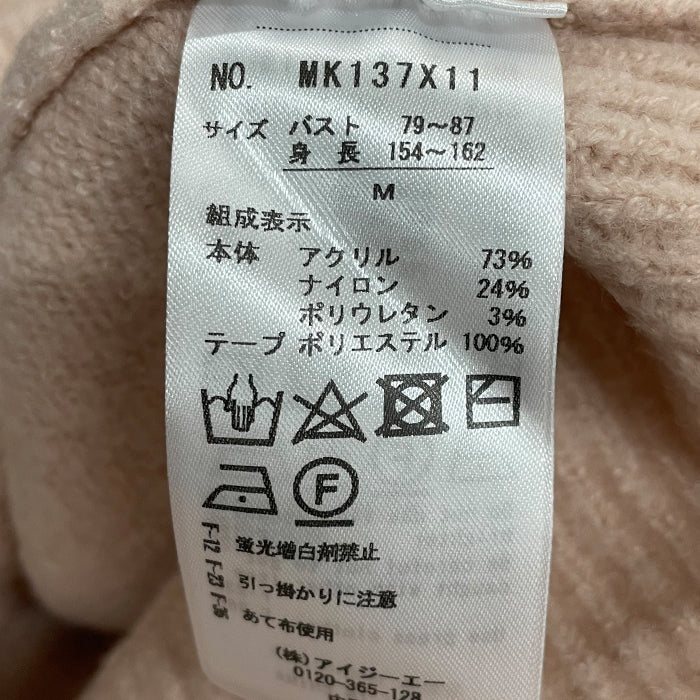 NO. MK137X11
サイズ バスト 79～87
身長 154～162
M
組成表示
本体 アクリル 73%
ナイロン 24%
ポリウレタン 3%
テープ ポリエステル 100%
F
蛍光増白剤禁止
引っ掛かりに注意
あて布使用
F-12 F-23 F-36
(株)アイジーエー
0120-365-128